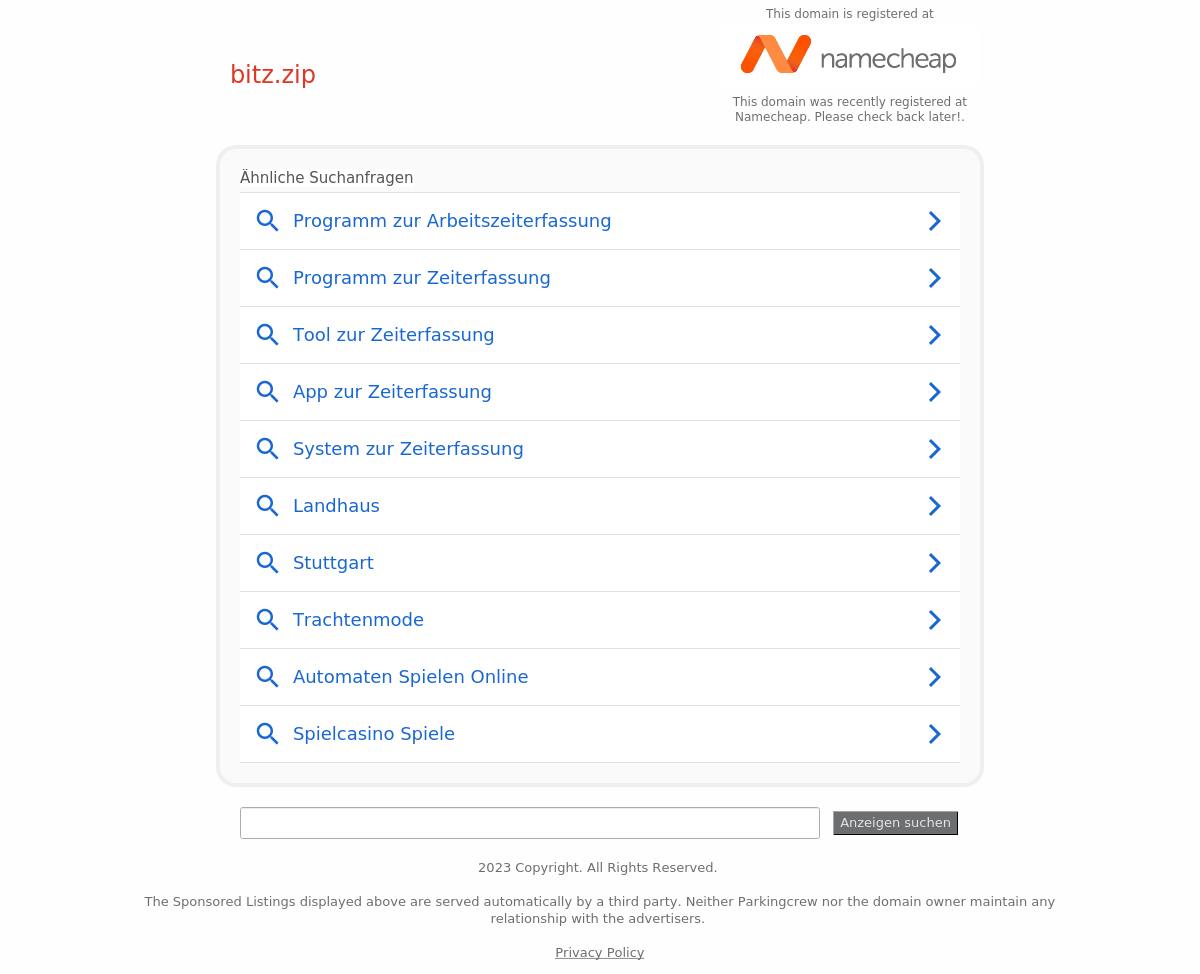 This domain is registered at
namecheap
bitz.zip
This domain was recently registered at
Namecheap. Please check back later!.
Ähnliche Suchanfragen
Programm zur Arbeitszeiterfassung
Programm zur Zeiterfassung
Tool zur Zeiterfassung
App zur Zeiterfassung
System zur Zeiterfassung
Landhaus
Stuttgart
Trachtenmode
Automaten Spielen Online
Spielcasino Spiele
Anzeigen suchen
2023 Copyright. All Rights Reserved.
The Sponsored Listings displayed above are served automatically by a third party. Neither Parkingcrew nor the domain owner maintain any
relationship with the advertisers.
Privacy Policy